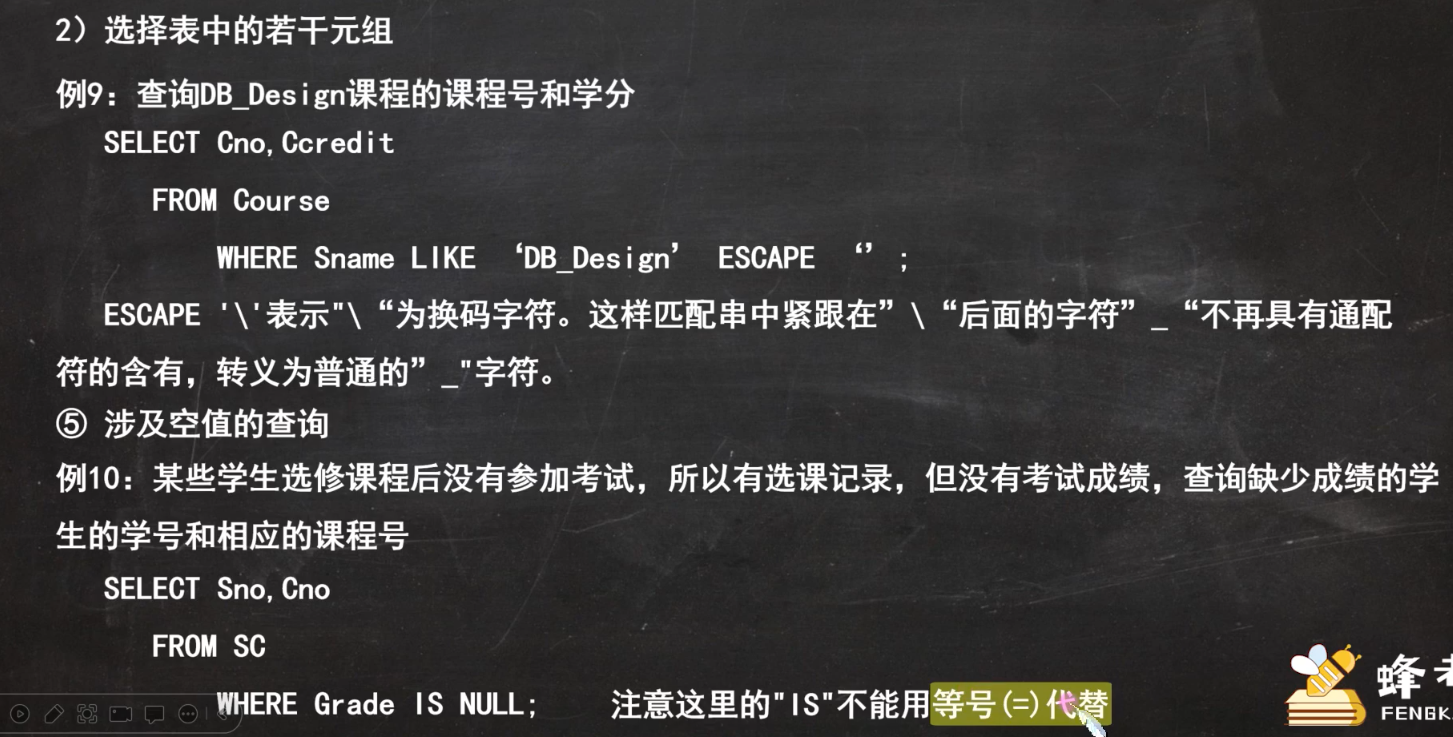 2）选择表中的若干元组
例9：查询DB_Design课程的课程号和学分
SELECT Cno,Ccredit
FROM Course
WHERE Sname LIKE ‘DB_Design’ ESCAPE ‘’;
ESCAPE '\'表示"\“为换码字符。这样匹配串中紧跟在”\“后面的字符”_“不再具有通配
符的含有，转义为普通的”_"字符。
⑤ 涉及空值的查询
例10：某些学生选修课程后没有参加考试，所以有选课记录，但没有考试成绩，查询缺少成绩的学
生的学号和相应的课程号
SELECT Sno,Cno
FROM SC
WHERE Grade IS NULL; 注意这里的"IS"不能用等号(=)代替
蜂
FENGK